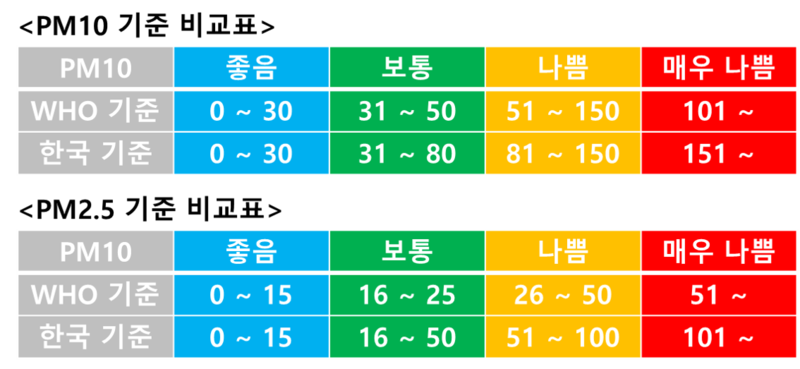 <PM10 기준 비교표>
PM10 좋음 보통 나쁨 매우 나쁨
WHO 기준 0 ~ 30 31 ~ 50 51 ~ 150 101 ~
한국 기준 0 ~ 30 31 ~ 80 81 ~ 150 151 ~
<PM2.5 기준 비교표>
PM10 좋음 보통 나쁨 매우 나쁨
WHO 기준 0 ~ 15 16 ~ 25 26 ~ 50 51 ~
한국 기준 0 ~ 15 16 ~ 50 51 ~ 100 101 ~